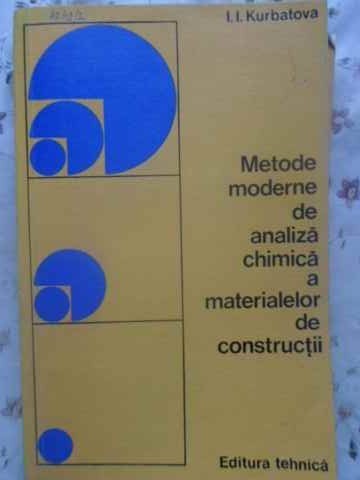 I.I. Kurbatova
Metode
moderne
de
analiză
chimică
a
materialelor
de
construcții
Editura tehnică